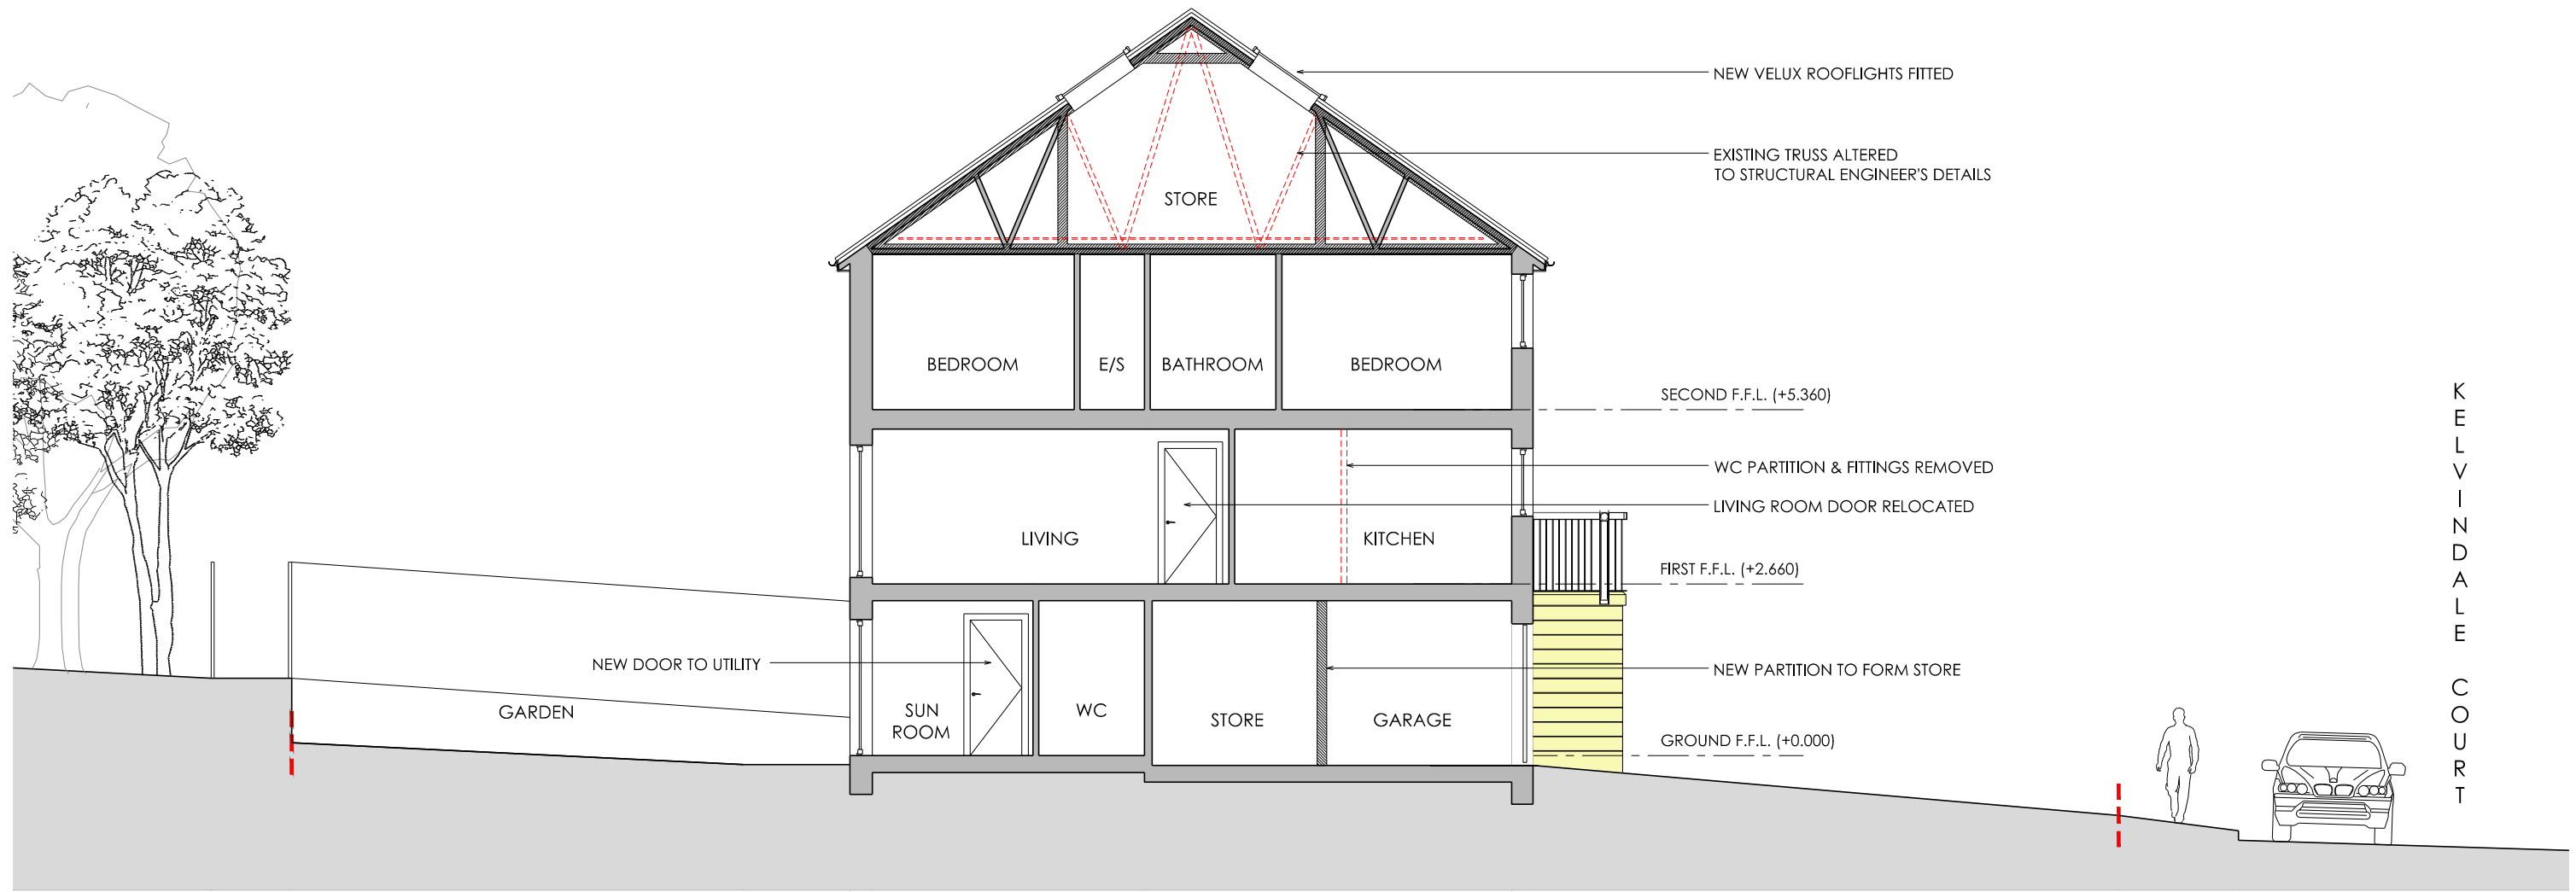 NEW VELUX ROOFLIGHTS FITTED
EXISTING TRUSS ALTERED
TO STRUCTURAL ENGINEER'S DETAILS
STORE
BEDROOM
E/S
BATHROOM
BEDROOM
SECOND F.F.L. (+5.360)
WC PARTITION & FITTINGS REMOVED
LIVING ROOM DOOR RELOCATED
LIVING
KITCHEN
FIRST F.F.L. (+2.660)
NEW DOOR TO UTILITY
NEW PARTITION TO FORM STORE
GARDEN
SUN
ROOM
WC
STORE
GARAGE
GROUND F.F.L. (+0.000)
KELVINDALE COURT